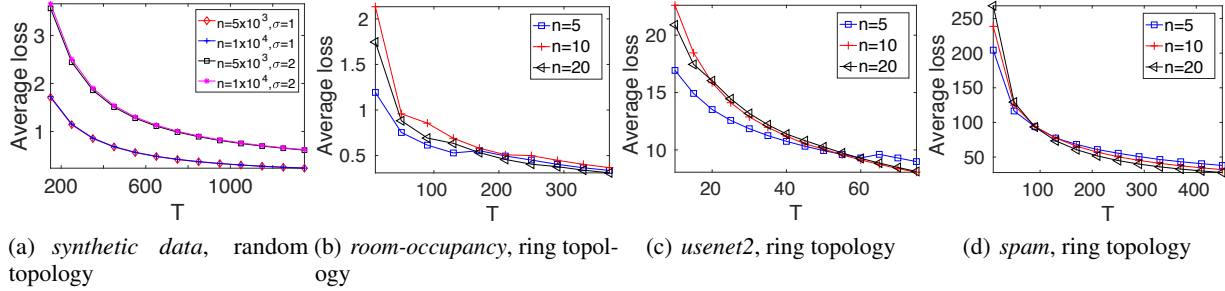 n=5x10³,σ=1
n=1x10⁴,σ=1
n=5x10³,σ=2
n=1x10⁴,σ=2
Average loss
3
2
1
200 600 1000
T
n=5
n=10
n=20
Average loss
2
1.5
1
0.5
100 200 300
T
n=5
n=10
n=20
Average loss
20
15
10
20 40 60
T
n=5
n=10
n=20
Average loss
250
200
150
100
50
100 200 300 400
T
(a) synthetic data, random topology
(b) room-occupancy, ring topol-
ogy
(c) usenet2, ring topology
(d) spam, ring topology